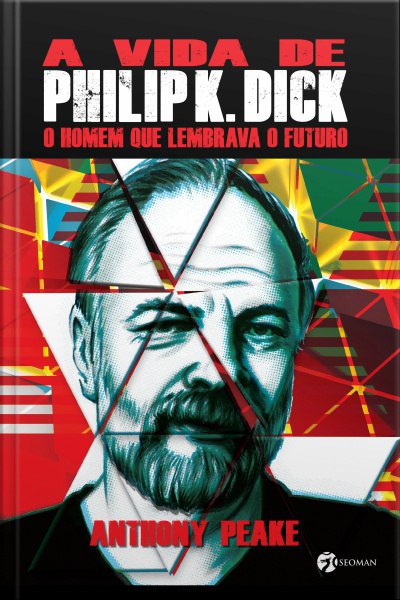 A VIDA DE
PHILIP K. DICK
O HOMEM QUE LEMBRAVA O FUTURO
ANTHONY PEAKE
SEOMAN